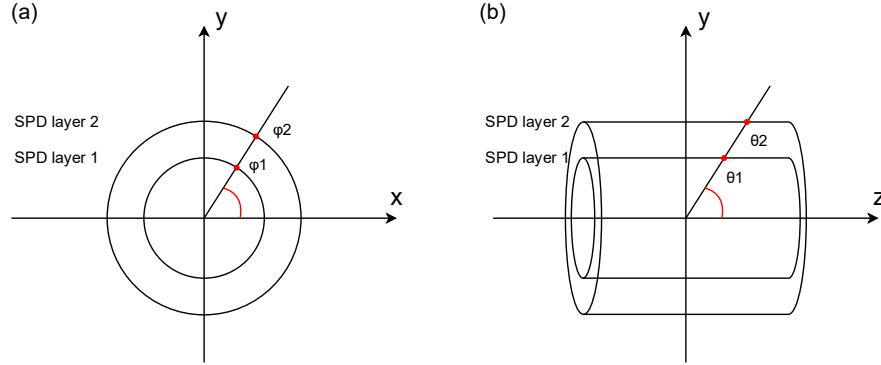 (a)
y
SPD layer 2
φ2
SPD layer 1
φ1
x
(b)
y
SPD layer 2
θ2
SPD layer 1
θ1
z